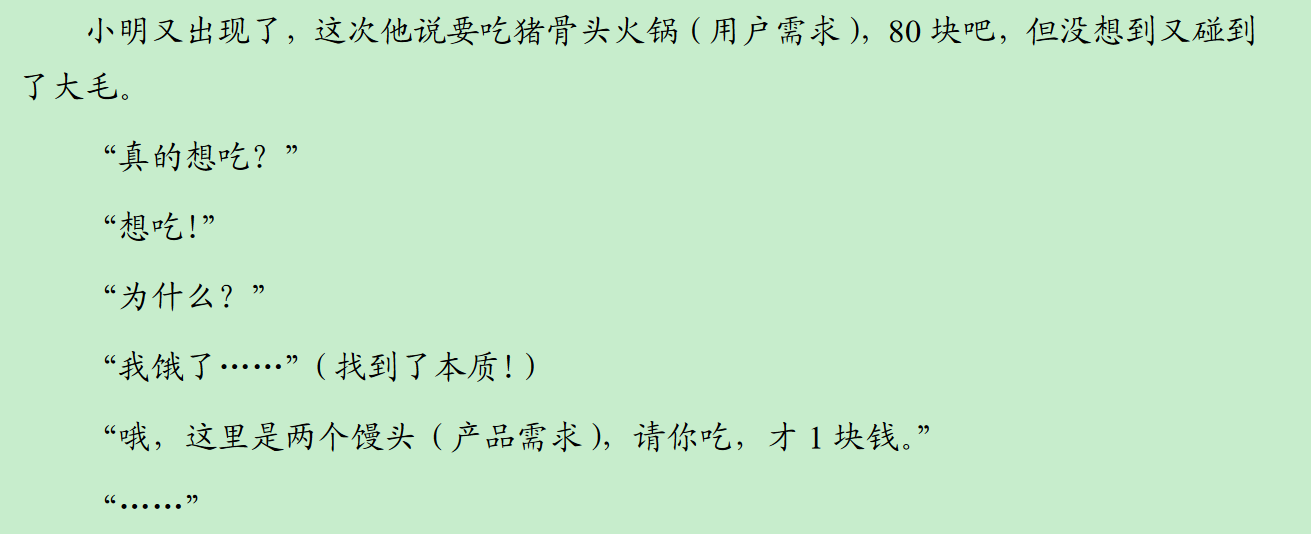 小明又出现了，这次他说要吃猪骨头火锅（用户需求），80 块吧，但没想到又碰到
了大毛。
“真的想吃？”
“想吃！”
“为什么？”
“我饿了……”（找到了本质！）
“哦，这里是两个馒头（产品需求），请你吃，才 1 块钱。”
“……”